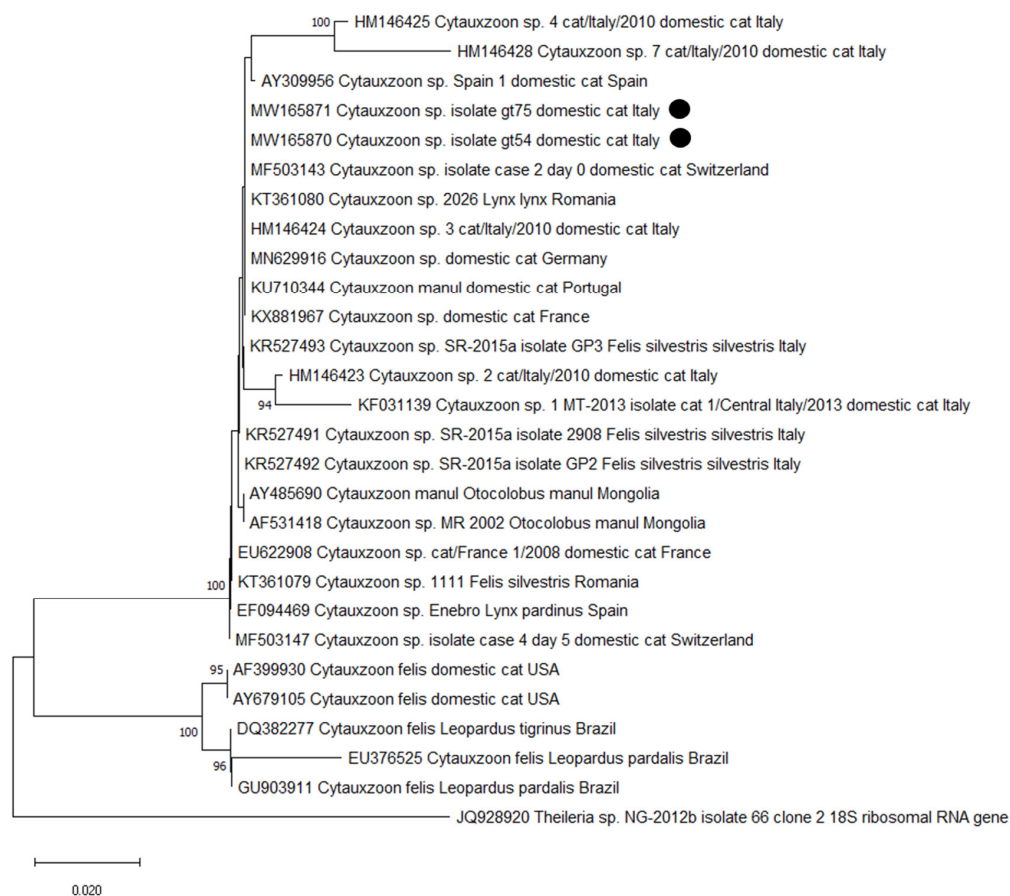 100
HM146425 Cytauxzoon sp. 4 cat/Italy/2010 domestic cat Italy
HM146428 Cytauxzoon sp. 7 cat/Italy/2010 domestic cat Italy
AY309956 Cytauxzoon sp. Spain 1 domestic cat Spain
MW165871 Cytauxzoon sp. isolate gt75 domestic cat Italy
MW165870 Cytauxzoon sp. isolate gt54 domestic cat Italy
MF503143 Cytauxzoon sp. isolate case 2 day 0 domestic cat Switzerland
KT361080 Cytauxzoon sp. 2026 Lynx lynx Romania
HM146424 Cytauxzoon sp. 3 cat/Italy/2010 domestic cat Italy
MN629916 Cytauxzoon sp. domestic cat Germany
KU710344 Cytauxzoon manul domestic cat Portugal
KX881967 Cytauxzoon sp. domestic cat France
KR527493 Cytauxzoon sp. SR-2015a isolate GP3 Felis silvestris silvestris Italy
HM146423 Cytauxzoon sp. 2 cat/Italy/2010 domestic cat Italy
94
KF031139 Cytauxzoon sp. 1 MT-2013 isolate cat 1/Central Italy/2013 domestic cat Italy
KR527491 Cytauxzoon sp. SR-2015a isolate 2908 Felis silvestris silvestris Italy
KR527492 Cytauxzoon sp. SR-2015a isolate GP2 Felis silvestris silvestris Italy
AY485690 Cytauxzoon manul Otocolobus manul Mongolia
AF531418 Cytauxzoon sp. MR 2002 Otocolobus manul Mongolia
EU622908 Cytauxzoon sp. cat/France 1/2008 domestic cat France
100
KT361079 Cytauxzoon sp. 1111 Felis silvestris Romania
EF094469 Cytauxzoon sp. Enebro Lynx pardinus Spain
MF503147 Cytauxzoon sp. isolate case 4 day 5 domestic cat Switzerland
95
AF399930 Cytauxzoon felis domestic cat USA
AY679105 Cytauxzoon felis domestic cat USA
100
DQ382277 Cytauxzoon felis Leopardus tigrinus Brazil
EU376525 Cytauxzoon felis Leopardus pardalis Brazil
96
GU903911 Cytauxzoon felis Leopardus pardalis Brazil
JQ928920 Theileria sp. NG-2012b isolate 66 clone 2 18S ribosomal RNA gene
0.020